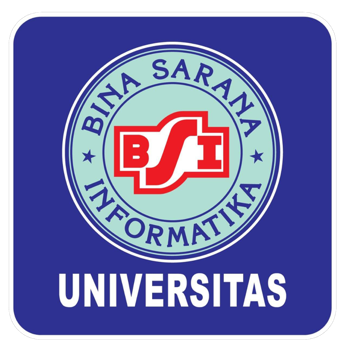 BINA SARANA
BSI
INFORMATIKA
UNIVERSITAS